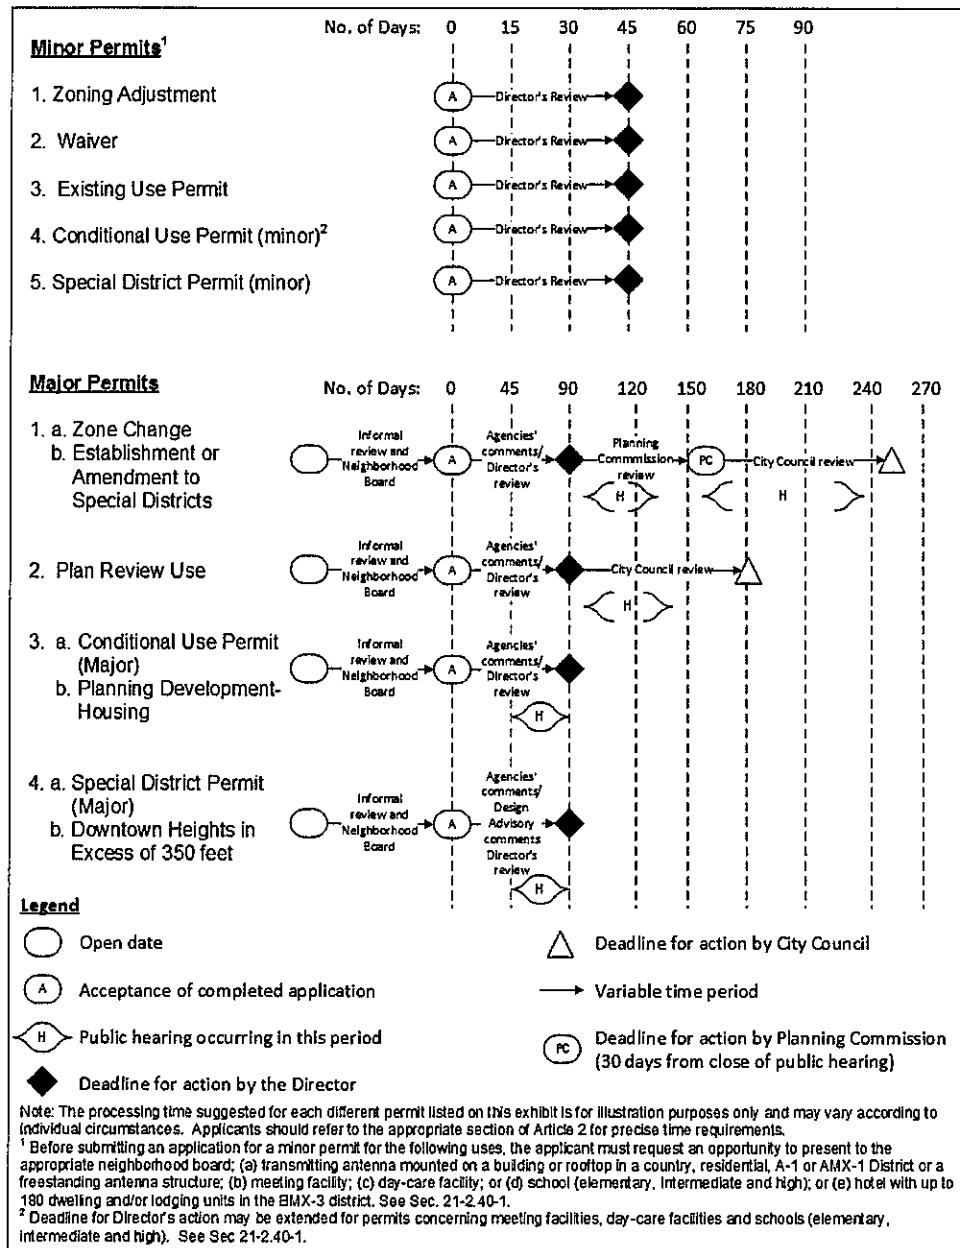 No. of Days: 0 15 30 45 60 75 90
Minor Permits1
1. Zoning Adjustment
A Director's Review
2. Waiver
A Director's Review
3. Existing Use Permit
A Director's Review
4. Conditional Use Permit (minor)2
A Director's Review
5. Special District Permit (minor)
A Director's Review
Major Permits
No. of Days: 0 45 90 120 150 180 210 240 270
1. a. Zone Change
b. Establishment or
Amendment to
Special Districts
Informal
review and
Neighborhood
Board
A
Agencies'
comments/
Director's
review
Planning
Commmission
review
H
PC
City Council review
H
2. Plan Review Use
Informal
review and
Neighborhood
Board
A
Agencies'
comments/
Director's
review
City Council review
H
3. a. Conditional Use Permit
(Major)
b. Planning Development-
Housing
Informal
review and
Neighborhood
Board
A
Agencies'
comments/
Director's
review
H
4. a. Special District Permit
(Major)
b. Downtown Heights in
Excess of 350 feet
Informal
review and
Neighborhood
Board
A
Agencies'
comments/
Design
Advisory
comments
Director's
review
H
Legend
Open date
Deadline for action by City Council
A Acceptance of completed application
Variable time period
H Public hearing occurring in this period
PC Deadline for action by Planning Commission
(30 days from close of public hearing)
Deadline for action by the Director
Note: The processing time suggested for each different permit listed on this exhibit is for illustration purposes only and may vary according to
individual circumstances. Applicants should refer to the appropriate section of Article 2 for precise time requirements.
1 Before submitting an application for a minor permit for the following uses, the applicant must request an opportunity to present to the
appropriate neighborhood board; (a) transmitting antenna mounted on a building or rooftop in a country, residential, A-1 or AMX-1 District or a
freestanding antenna structure; (b) meeting facility; (c) day-care facility; or (d) school (elementary, intermediate and high); or (e) hotel with up to
180 dwelling and/or lodging units in the BMX-3 district. See Sec. 21-2.40-1.
2 Deadline for Director's action may be extended for permits concerning meeting facilities, day-care facilities and schools (elementary,
intermediate and high). See Sec 21-2.40-1.